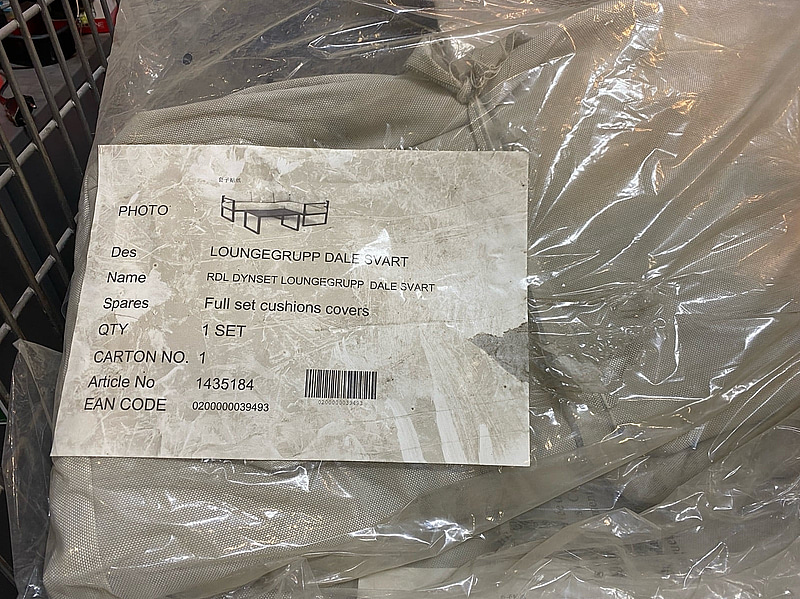 PHOTO
Des LOUNGEGRUPP DALE SVART
Name RDL DYNSET LOUNGEGRUPP DALE SVART
Spares Full set cushions covers
QTY 1 SET
CARTON NO. 1
Article No 1435184
EAN CODE 0200000039493
0200000039493